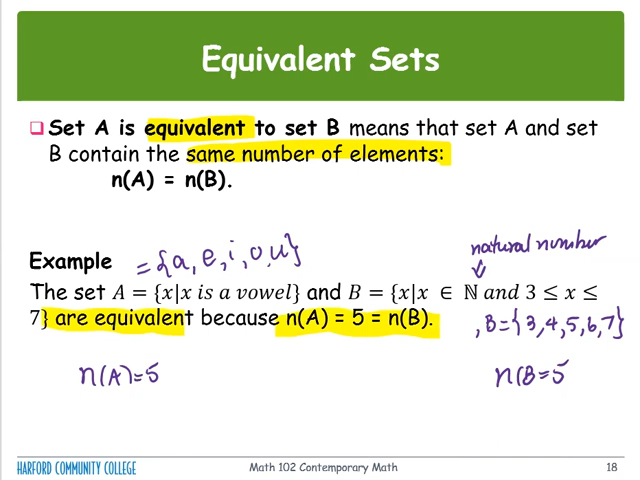 Equivalent Sets
Set A is equivalent to set B means that set A and set
B contain the same number of elements:
n(A) = n(B).
= {a, e, i, o, u}
natural number
Example
The set A = {x|x is a vowel} and B = {x|x ∈ ℕ and 3 ≤ x ≤
7} are equivalent because n(A) = 5 = n(B).
, B = {3, 4, 5, 6, 7}
n(A) = 5
n(B = 5
HARFORD COMMUNITY COLLEGE
Math 102 Contemporary Math
18